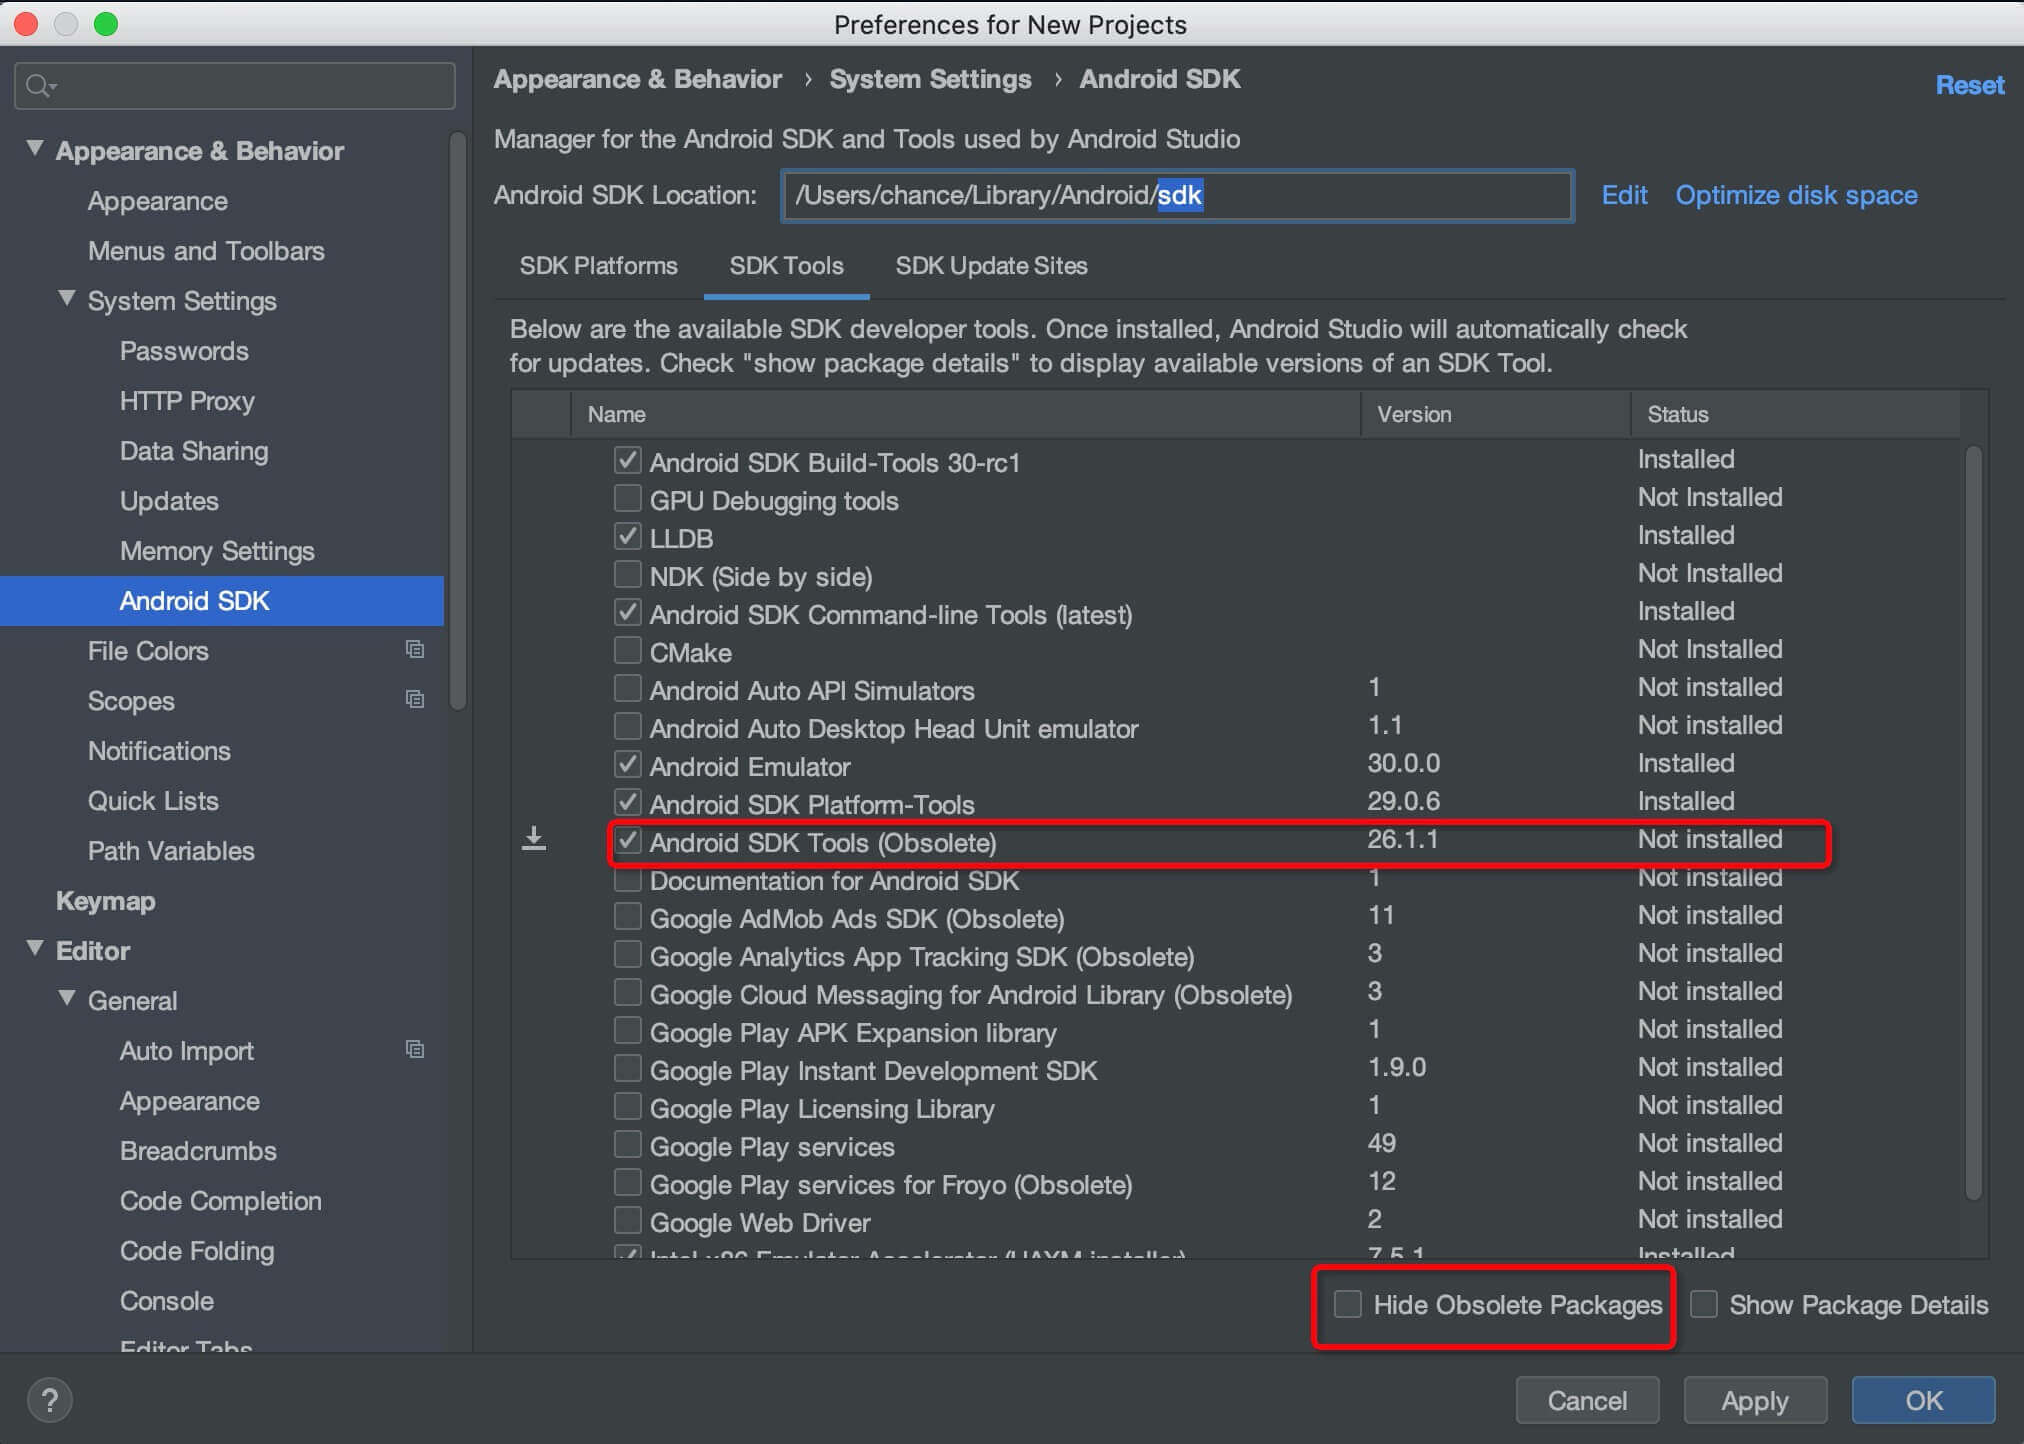 Preferences for New Projects
Appearance & Behavior › System Settings › Android SDK
Reset
Manager for the Android SDK and Tools used by Android Studio
Android SDK Location: /Users/chance/Library/Android/sdk Edit Optimize disk space
SDK Platforms SDK Tools SDK Update Sites
Below are the available SDK developer tools. Once installed, Android Studio will automatically check
for updates. Check "show package details" to display available versions of an SDK Tool.
Appearance & Behavior
Appearance
Menus and Toolbars
System Settings
Passwords
HTTP Proxy
Data Sharing
Updates
Memory Settings
Android SDK
File Colors
Scopes
Notifications
Quick Lists
Path Variables
Keymap
Editor
General
Auto Import
Appearance
Breadcrumbs
Code Completion
Code Folding
Console
Editor Tabs
Name Version Status
Android SDK Build-Tools 30-rc1 Installed
GPU Debugging tools Not Installed
LLDB Installed
NDK (Side by side) Not Installed
Android SDK Command-line Tools (latest) Installed
CMake Not Installed
Android Auto API Simulators 1 Not installed
Android Auto Desktop Head Unit emulator 1.1 Not installed
Android Emulator 30.0.0 Installed
Android SDK Platform-Tools 29.0.6 Installed
Android SDK Tools (Obsolete) 26.1.1 Not installed
Documentation for Android SDK 1 Not installed
Google AdMob Ads SDK (Obsolete) 11 Not installed
Google Analytics App Tracking SDK (Obsolete) 3 Not installed
Google Cloud Messaging for Android Library (Obsolete) 3 Not installed
Google Play APK Expansion library 1 Not installed
Google Play Instant Development SDK 1.9.0 Not installed
Google Play Licensing Library 1 Not installed
Google Play services 49 Not installed
Google Play services for Froyo (Obsolete) 12 Not installed
Google Web Driver 2 Not installed
Intel x86 Emulator Accelerator (HAXM installer) 7.5.1 Installed
Hide Obsolete Packages Show Package Details
? Cancel Apply OK